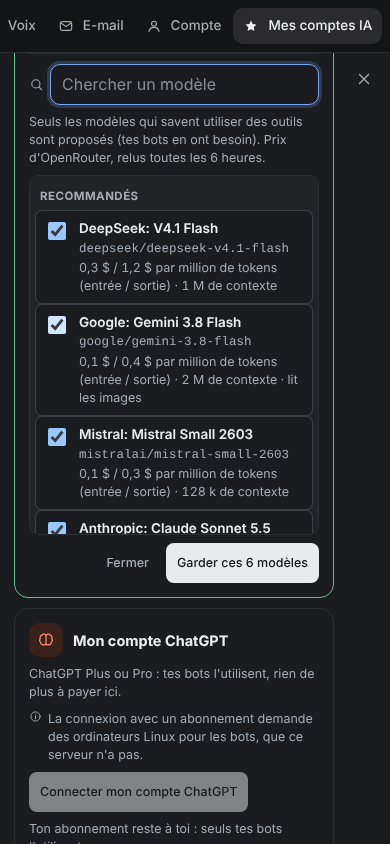 Voix E-mail Compte Mes comptes IA
Chercher un modèle
Seuls les modèles qui savent utiliser des outils
sont proposés (tes bots en ont besoin). Prix
d'OpenRouter, relus toutes les 6 heures.
RECOMMANDÉS
DeepSeek: V4.1 Flash
deepseek/deepseek-v4.1-flash
0,3 $ / 1,2 $ par million de tokens
(entrée / sortie) · 1 M de contexte
Google: Gemini 3.8 Flash
google/gemini-3.8-flash
0,1 $ / 0,4 $ par million de tokens
(entrée / sortie) · 2 M de contexte · lit
les images
Mistral: Mistral Small 2603
mistralai/mistral-small-2603
0,1 $ / 0,3 $ par million de tokens
(entrée / sortie) · 128 k de contexte
Anthropic: Claude Sonnet 5.5
Fermer Garder ces 6 modèles
Mon compte ChatGPT
ChatGPT Plus ou Pro : tes bots l'utilisent, rien de
plus à payer ici.
La connexion avec un abonnement demande
des ordinateurs Linux pour les bots, que ce
serveur n'a pas.
Connecter mon compte ChatGPT
Ton abonnement reste à toi : seuls tes bots